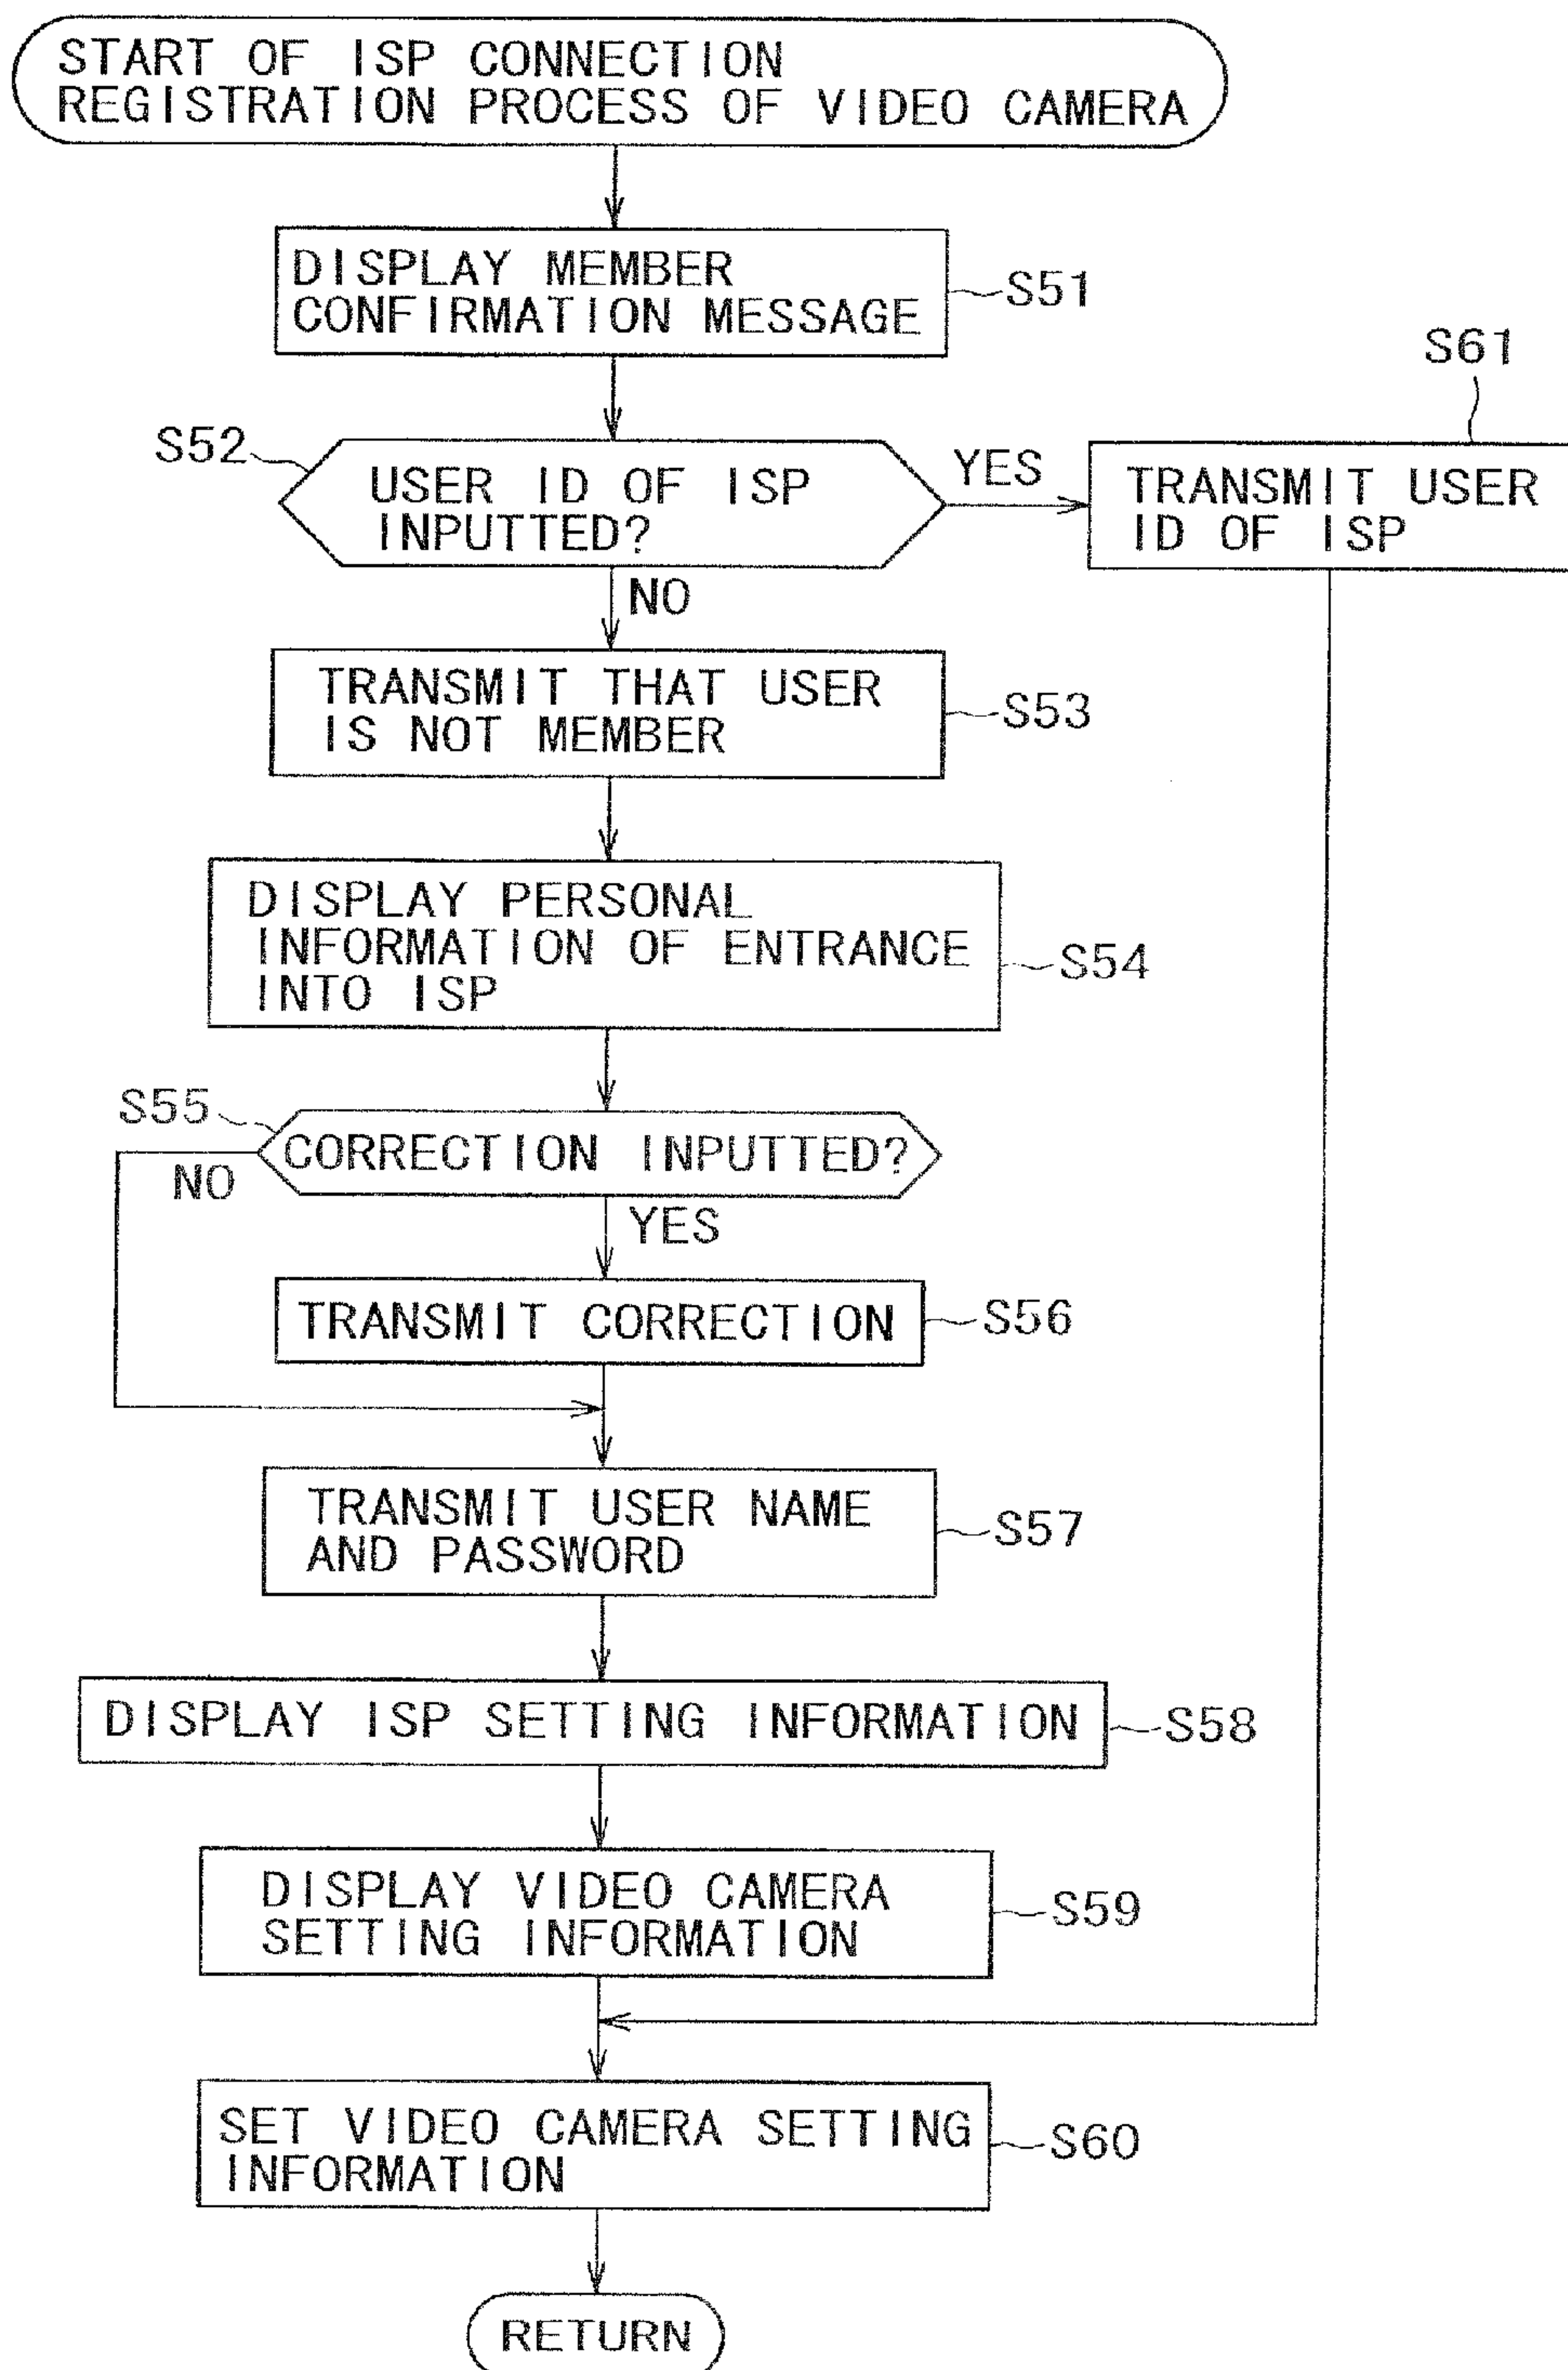 START OF ISP CONNECTION
REGISTRATION PROCESS OF VIDEO CAMERA
DISPLAY MEMBER
CONFIRMATION MESSAGE
S51
S61
S52
USER ID OF ISP
INPUTTED?
YES
TRANSMIT USER
ID OF ISP
NO
TRANSMIT THAT USER
IS NOT MEMBER
S53
DISPLAY PERSONAL
INFORMATION OF ENTRANCE
INTO ISP
S54
S55
CORRECTION INPUTTED?
NO
YES
TRANSMIT CORRECTION
S56
TRANSMIT USER NAME
AND PASSWORD
S57
DISPLAY ISP SETTING INFORMATION
S58
DISPLAY VIDEO CAMERA
SETTING INFORMATION
S59
SET VIDEO CAMERA SETTING
INFORMATION
S60
RETURN